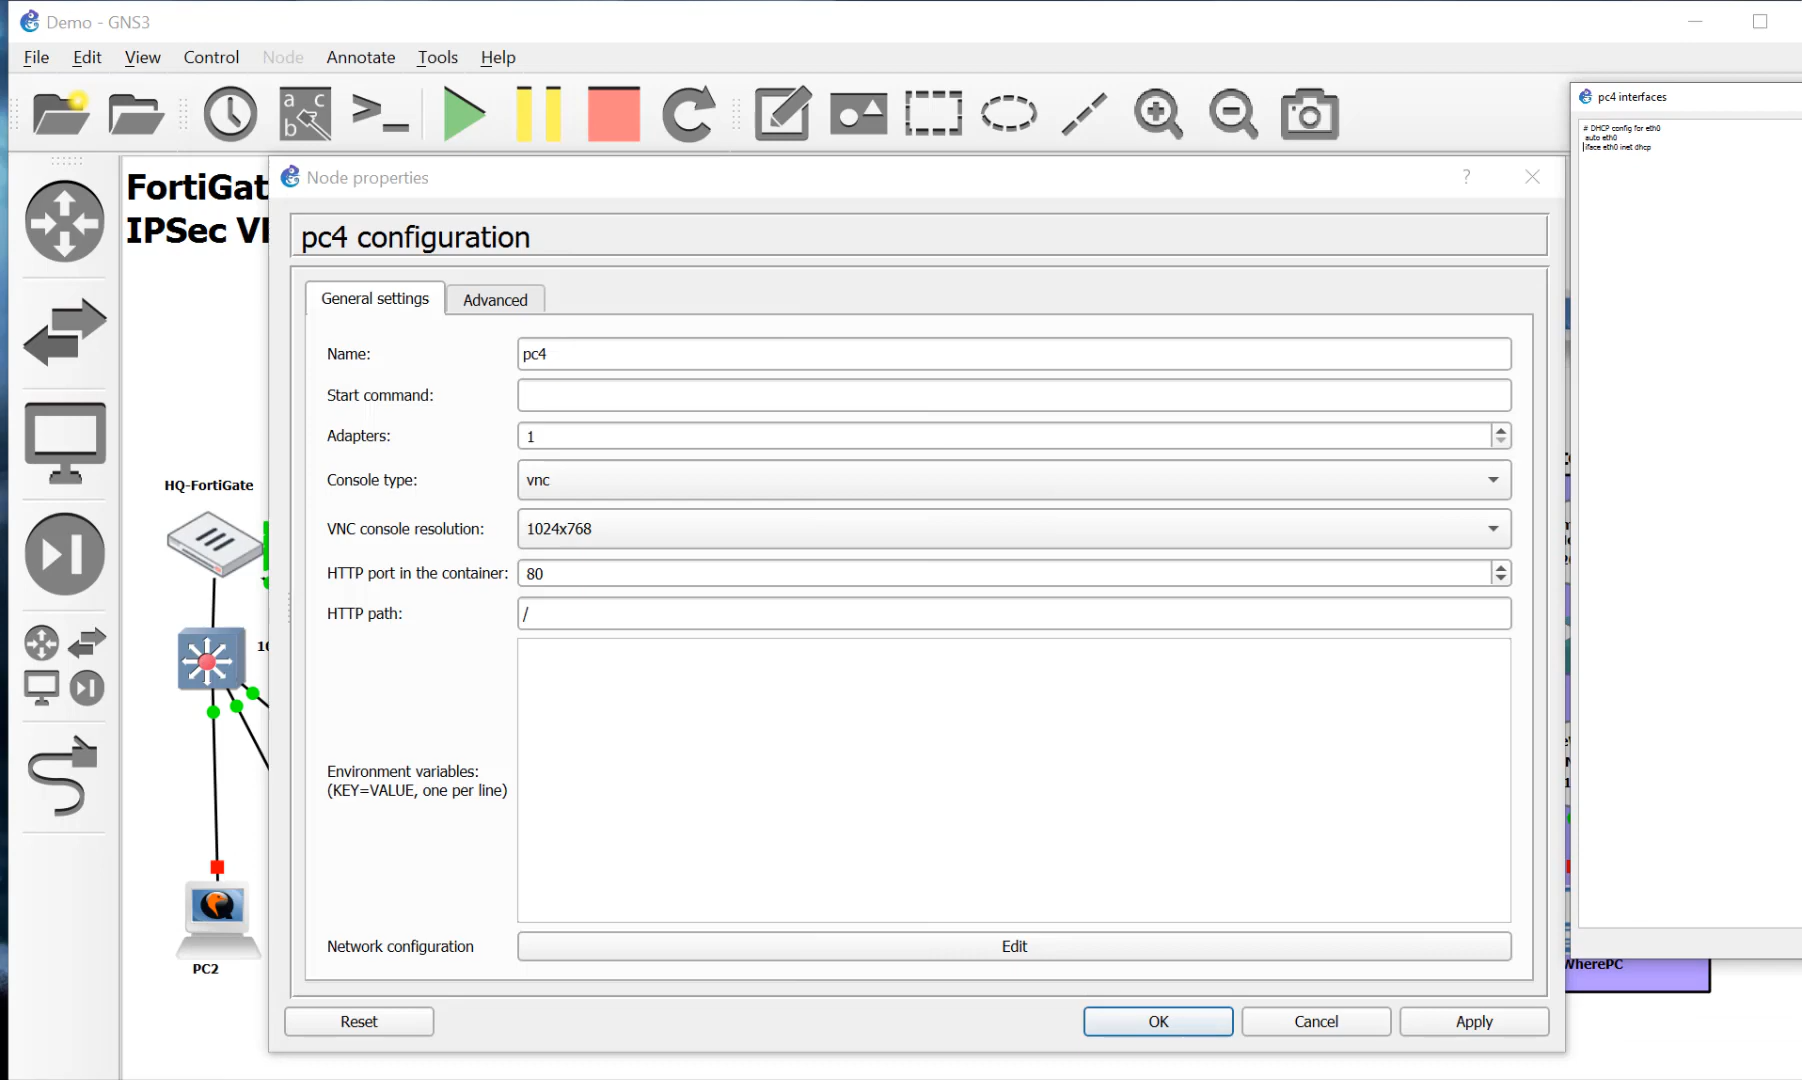 Demo - GNS3
File Edit View Control Node Annotate Tools Help
a c
b
pc4 interfaces
# DHCP config for eth0
auto eth0
iface eth0 inet dhcp
FortiGat
IPSec V
Node properties
?
pc4 configuration
General settings Advanced
Name: pc4
Start command:
Adapters: 1
Console type: vnc
VNC console resolution: 1024x768
HTTP port in the container: 80
HTTP path: /
Environment variables:
(KEY=VALUE, one per line)
Network configuration Edit
Reset OK Cancel Apply
HQ-FortiGate
PC2
WherePC